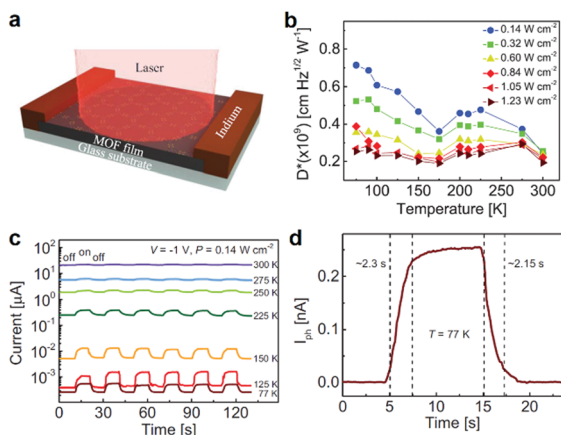 a
Laser
Indium
MOF film
Glass substrate
b
D*(x10⁹) [cm Hz¹/² W⁻¹]
0.8
0.6
0.4
0.2
100 150 200 250 300
Temperature [K]
0.14 W cm⁻²
0.32 W cm⁻²
0.60 W cm⁻²
0.84 W cm⁻²
1.05 W cm⁻²
1.23 W cm⁻²
c
Current [µA]
10²
10¹
10⁰
10⁻¹
10⁻²
10⁻³
off on off
V = -1 V, P = 0.14 W cm⁻²
300 K
275 K
250 K
225 K
150 K
125 K
77 K
0 30 60 90 120
Time [s]
d
I_ph [nA]
0.2
0.1
0.0
~2.3 s
~2.15 s
T = 77 K
0 5 10 15 20
Time [s]